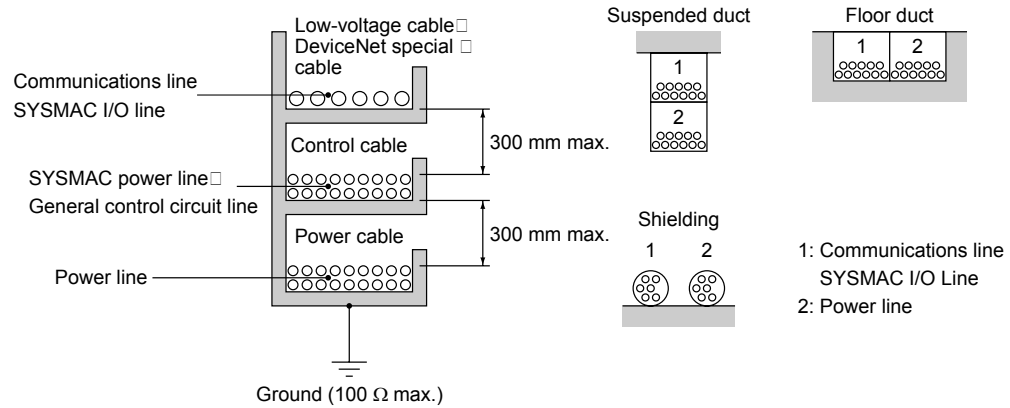 Low-voltage cable□
DeviceNet special □
cable
Communications line
SYSMAC I/O line
300 mm max.
Control cable
SYSMAC power line□
General control circuit line
300 mm max.
Power cable
Power line
Ground (100 Ω max.)
Suspended duct
1
2
Floor duct
1 2
Shielding
1 2
1: Communications line
SYSMAC I/O Line
2: Power line